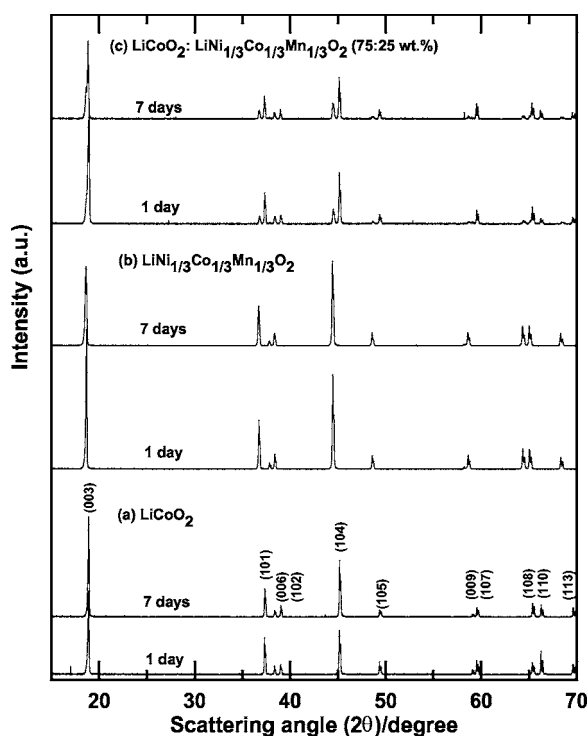 (c) LiCoO2: LiNi1/3Co1/3Mn1/3O2 (75:25 wt.%)
7 days
1 day
(b) LiNi1/3Co1/3Mn1/3O2
7 days
1 day
(a) LiCoO2
(003)
(101)
(006)
(102)
(104)
(105)
(009)
(107)
(108)
(110)
(113)
7 days
1 day
Intensity (a.u.)
20 30 40 50 60 70
Scattering angle (2θ)/degree